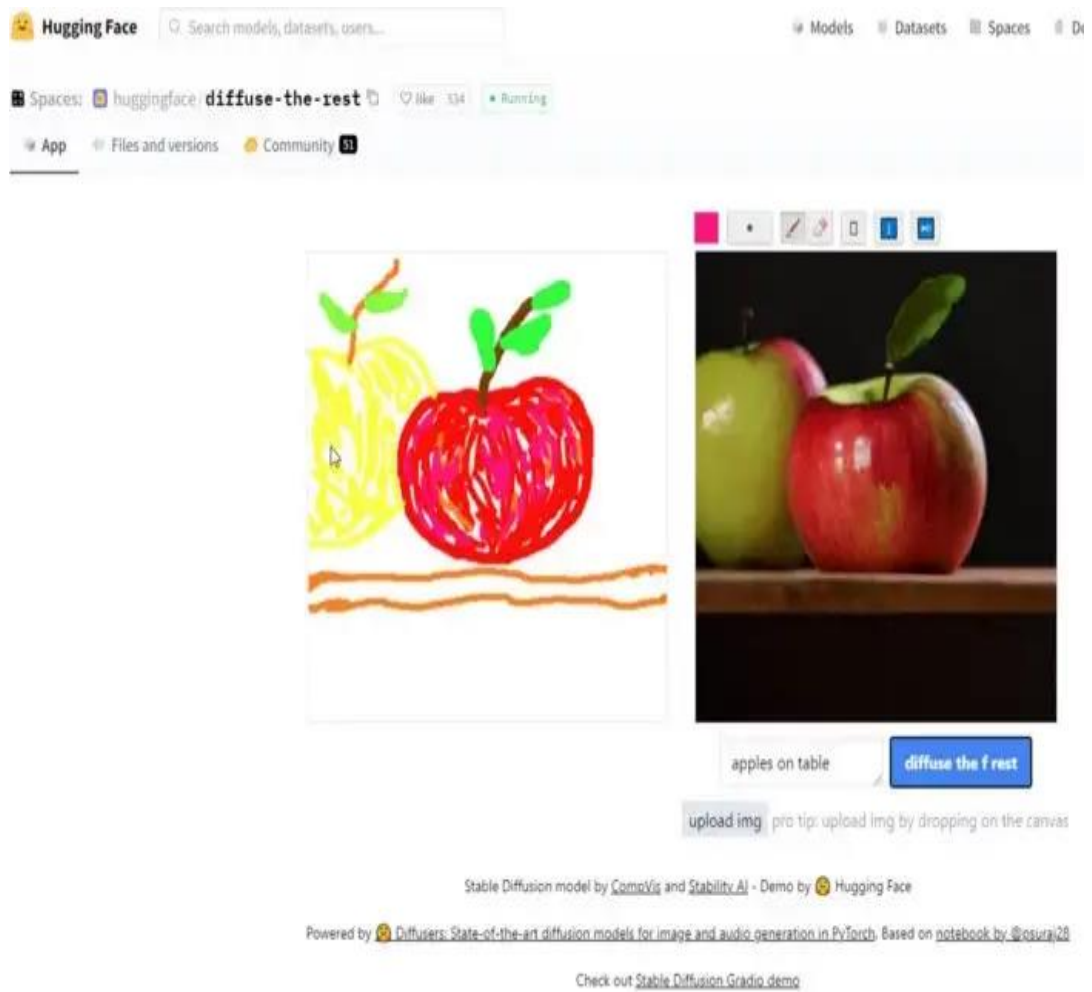 Hugging Face Search models, datasets, users... Models Datasets Spaces
Spaces: huggingface/diffuse-the-rest like 534 Running
App Files and versions Community 51
apples on table diffuse the f rest
upload img pro tip: upload img by dropping on the canvas
Stable Diffusion model by CompVis and Stability AI - Demo by Hugging Face
Powered by Diffusers: State-of-the-art diffusion models for image and audio generation in PyTorch. Based on notebook by @psuraj28
Check out Stable Diffusion Gradio demo